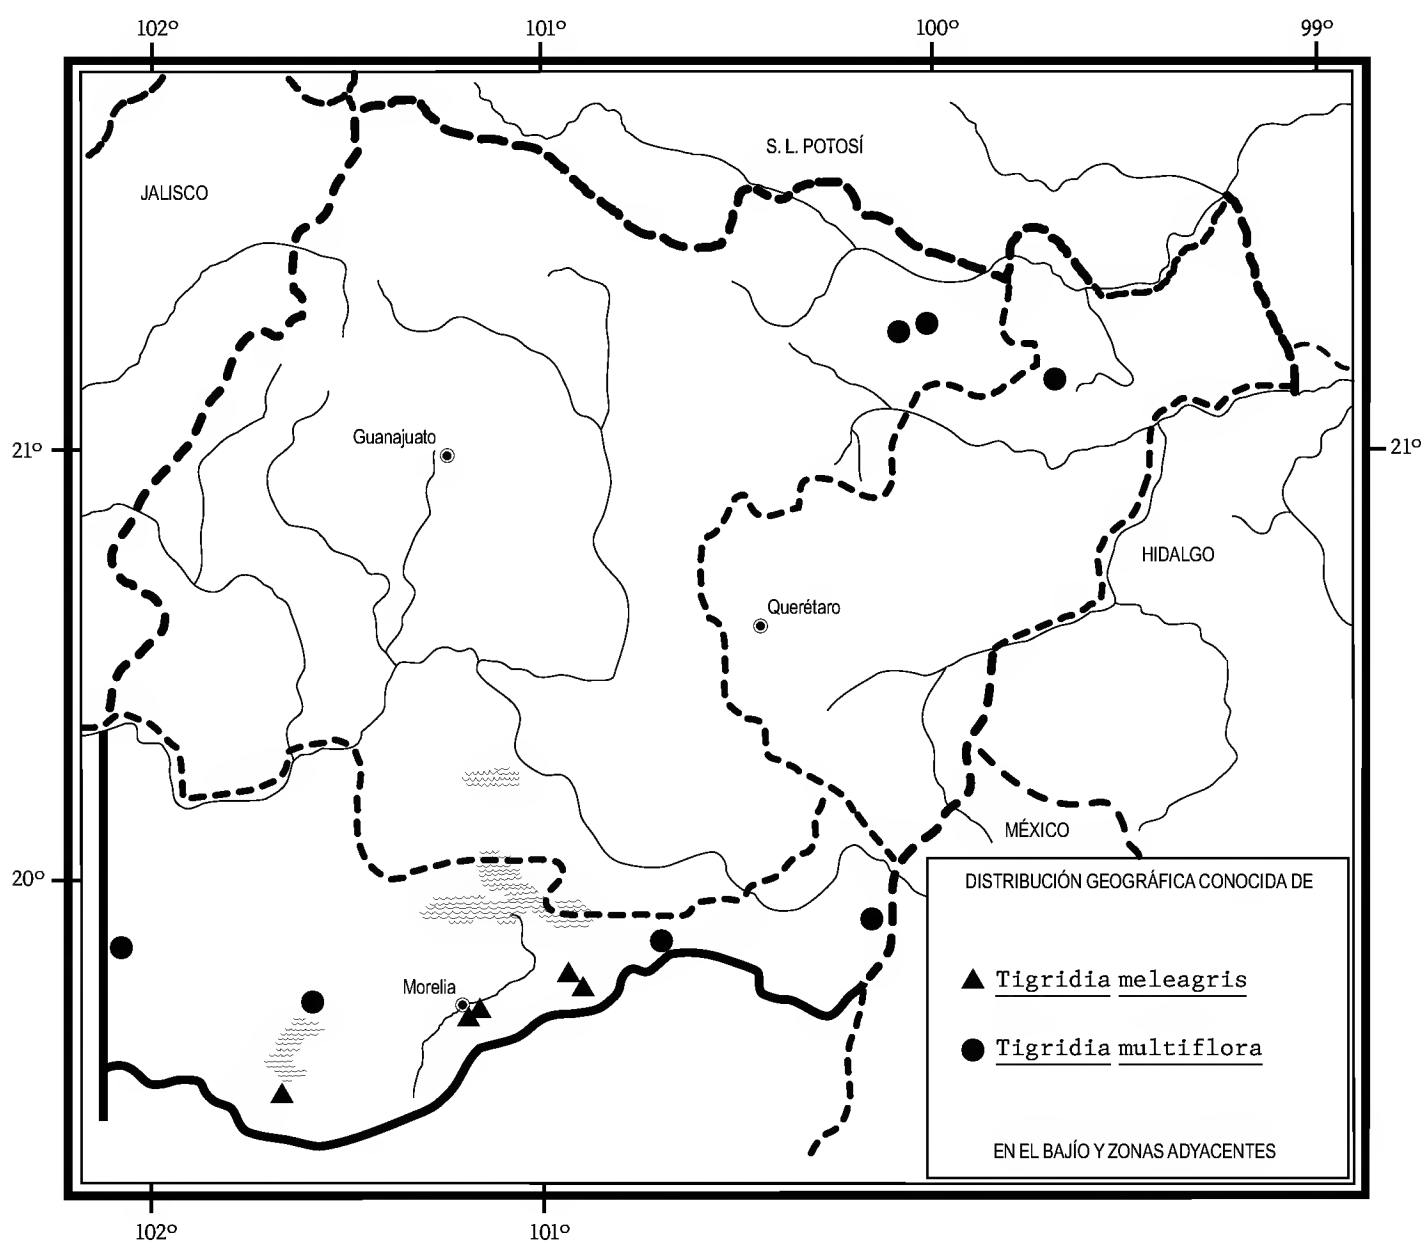 102º 101º 100º 99º
S. L. POTOSÍ
JALISCO
Guanajuato
21º 21º
HIDALGO
Querétaro
MÉXICO
20º
DISTRIBUCIÓN GEOGRÁFICA CONOCIDA DE
Tigridia meleagris
Morelia
Tigridia multiflora
EN EL BAJÍO Y ZONAS ADYACENTES
102º 101º